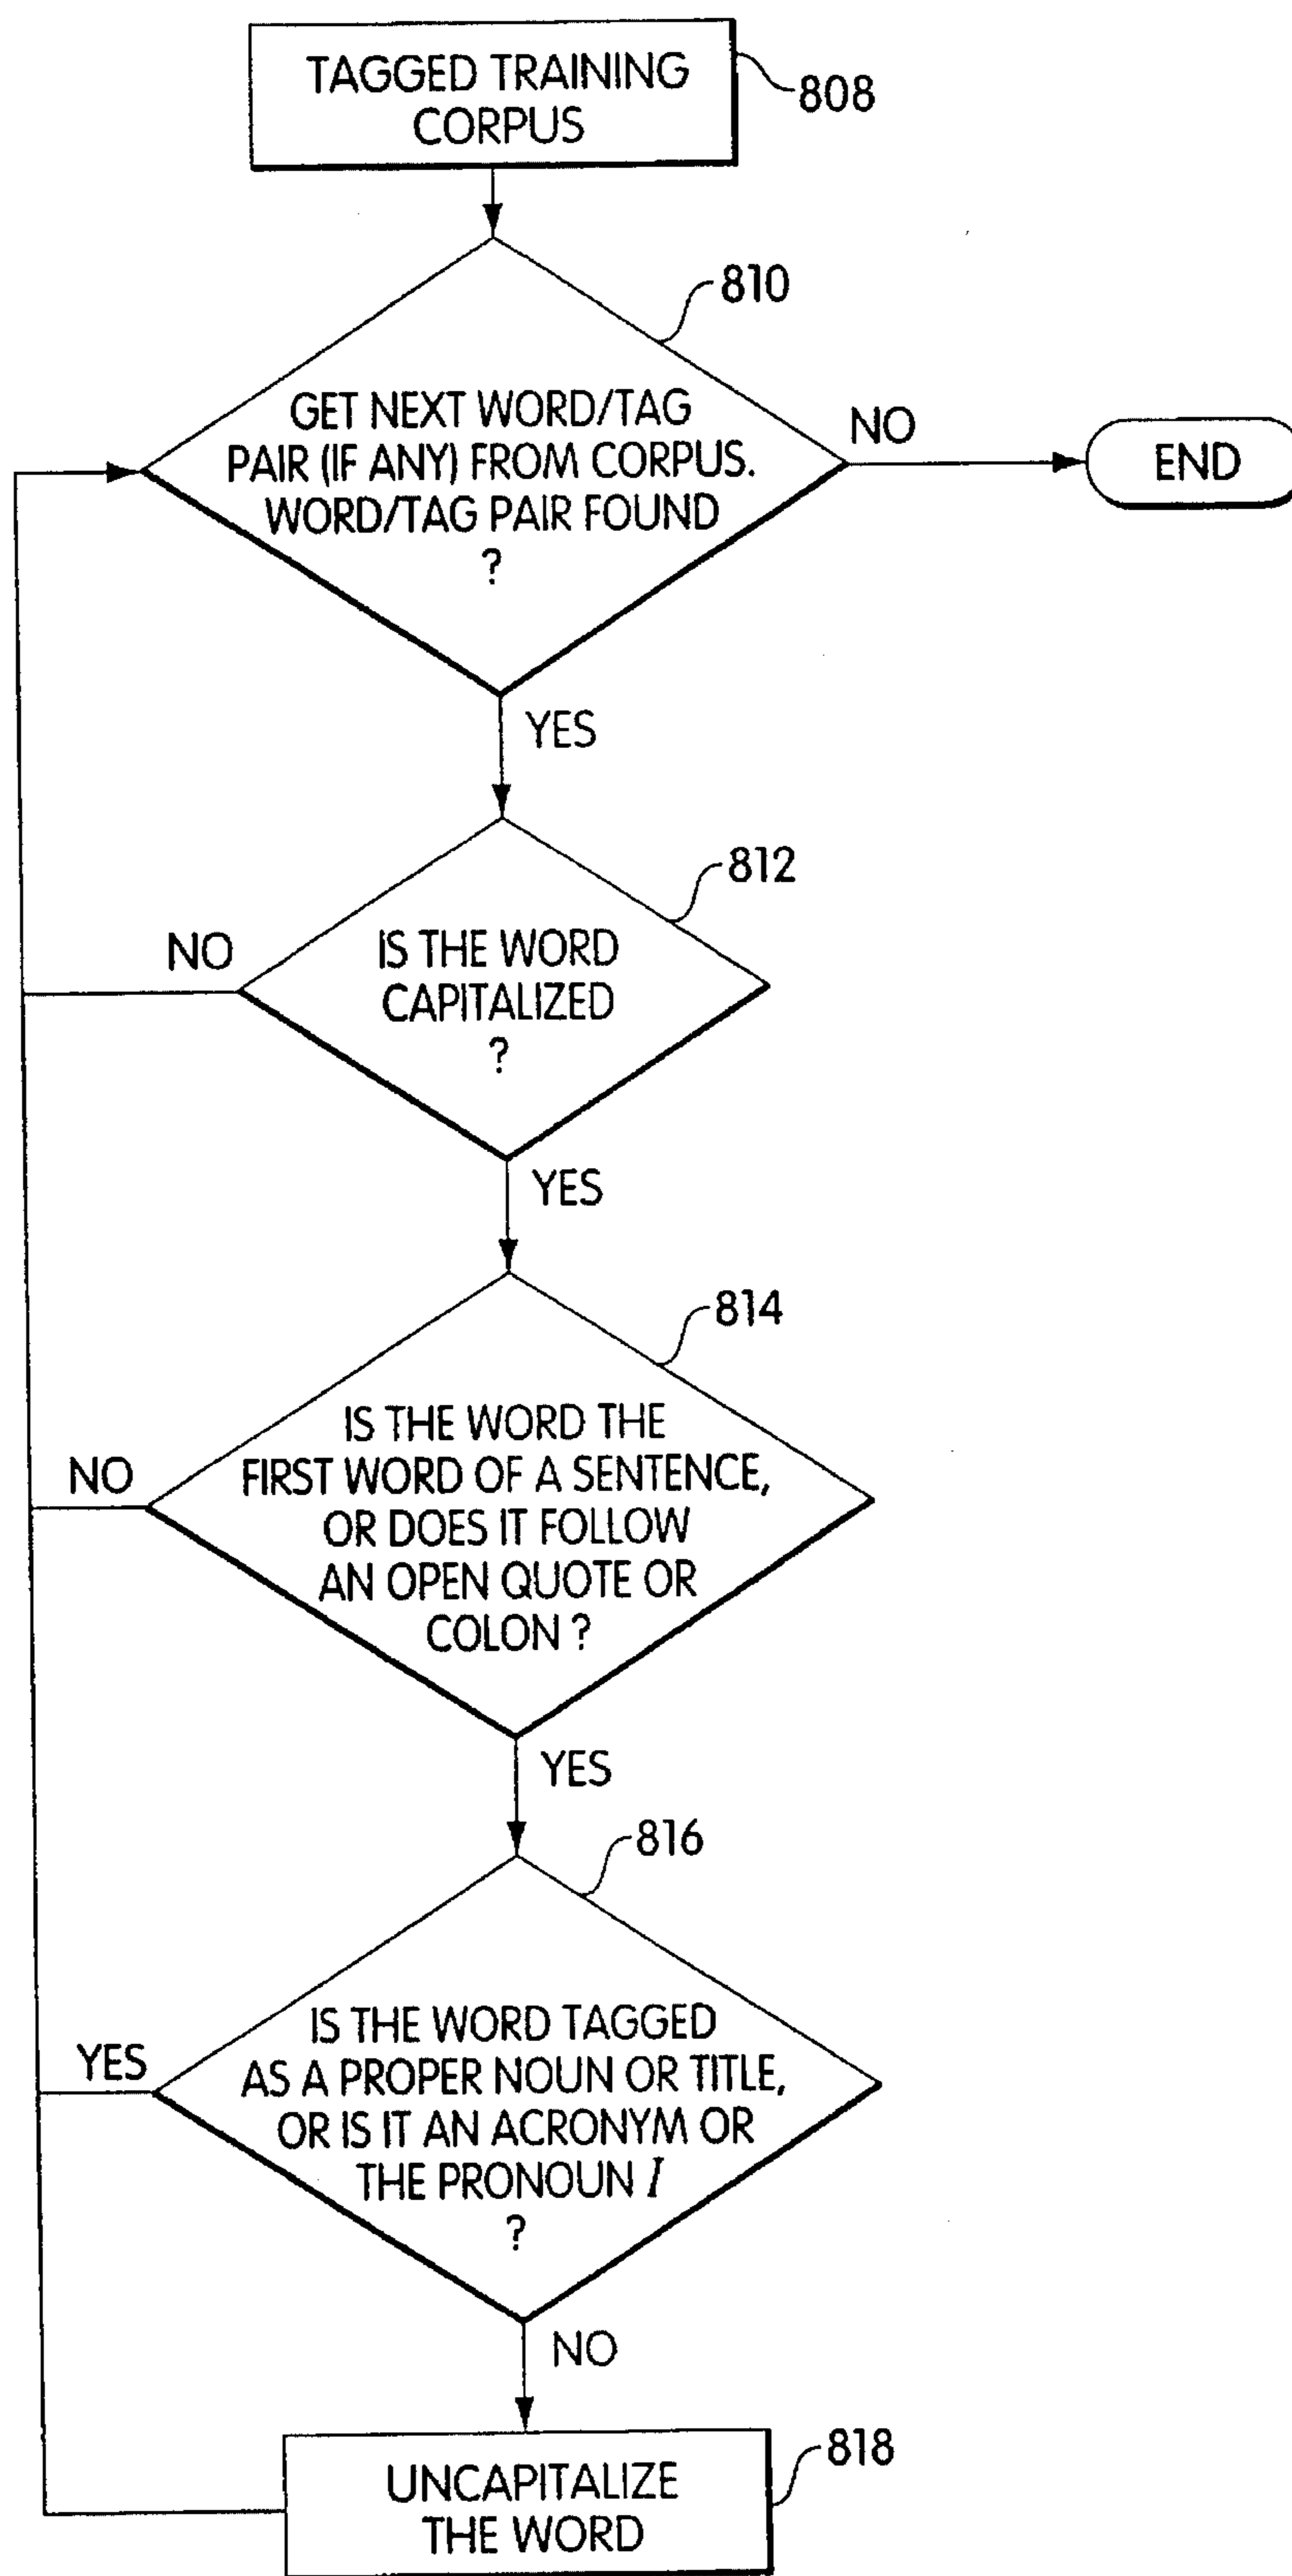 TAGGED TRAINING
CORPUS
808
810
GET NEXT WORD/TAG
PAIR (IF ANY) FROM CORPUS.
WORD/TAG PAIR FOUND
?
NO
END
YES
812
IS THE WORD
CAPITALIZED
?
NO
YES
814
IS THE WORD THE
FIRST WORD OF A SENTENCE,
OR DOES IT FOLLOW
AN OPEN QUOTE OR
COLON ?
NO
YES
816
IS THE WORD TAGGED
AS A PROPER NOUN OR TITLE,
OR IS IT AN ACRONYM OR
THE PRONOUN I
?
YES
NO
818
UNCAPITALIZE
THE WORD